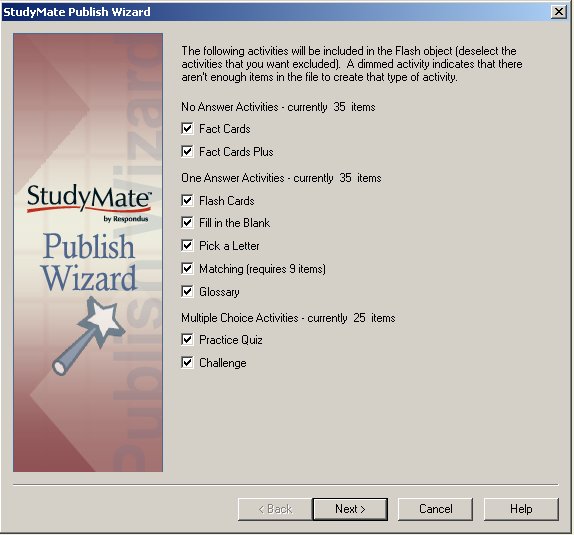 StudyMate Publish Wizard
The following activities will be included in the Flash object (deselect the
activities that you want excluded).  A dimmed activity indicates that there
aren't enough items in the file to create that type of activity.
No Answer Activities - currently  35  items
Fact Cards
Fact Cards Plus
One Answer Activities - currently  35  items
Flash Cards
Fill in the Blank
Pick a Letter
Matching (requires 9 items)
Glossary
Multiple Choice Activities - currently  25  items
Practice Quiz
Challenge
Publish Wizard
StudyMate™
by Respondus
Publish
Wizard
< Back
Next >
Cancel
Help